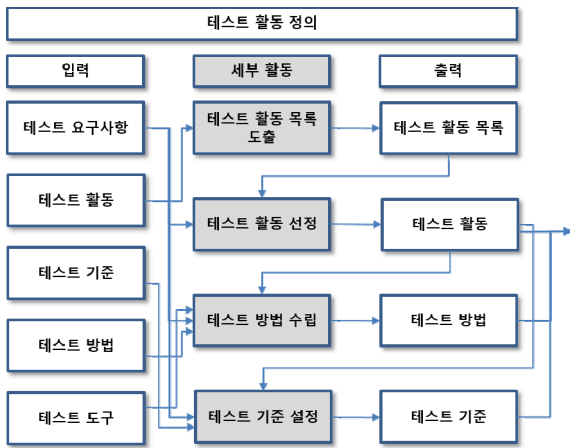 테스트 활동 정의
입력
세부 활동
출력
테스트 요구사항
테스트 활동 목록
도출
테스트 활동 목록
테스트 활동
테스트 활동 선정
테스트 활동
테스트 기준
테스트 방법
테스트 방법 수립
테스트 방법
테스트 도구
테스트 기준 설정
테스트 기준